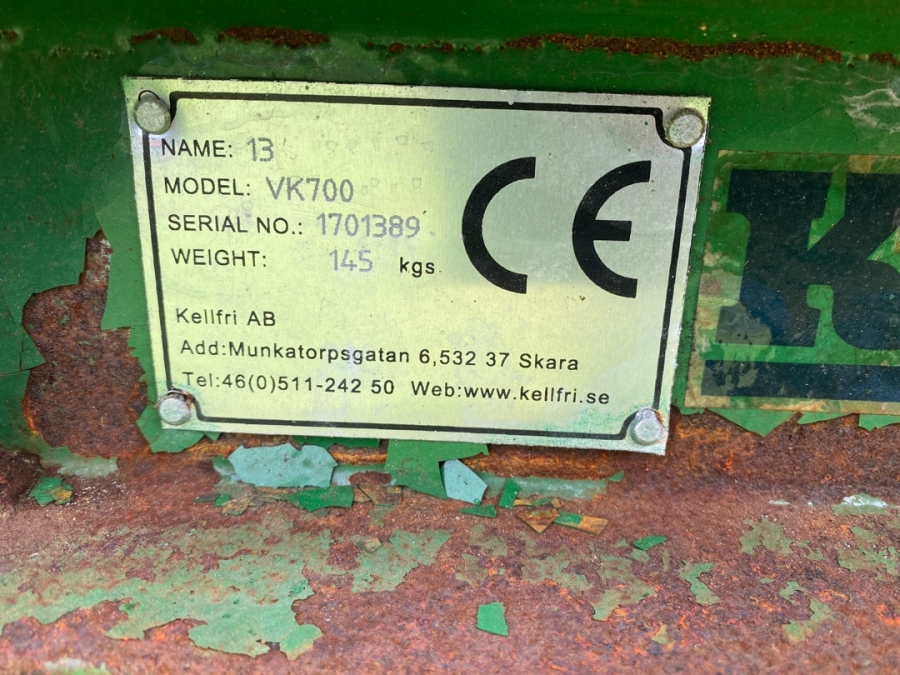 NAME: 13
MODEL: VK700
SERIAL NO.: 1701389
WEIGHT: 145 kgs
CE
Kellfri AB
Add:Munkatorpsgatan 6,532 37 Skara
Tel:46(0)511-242 50 Web:www.kellfri.se
K